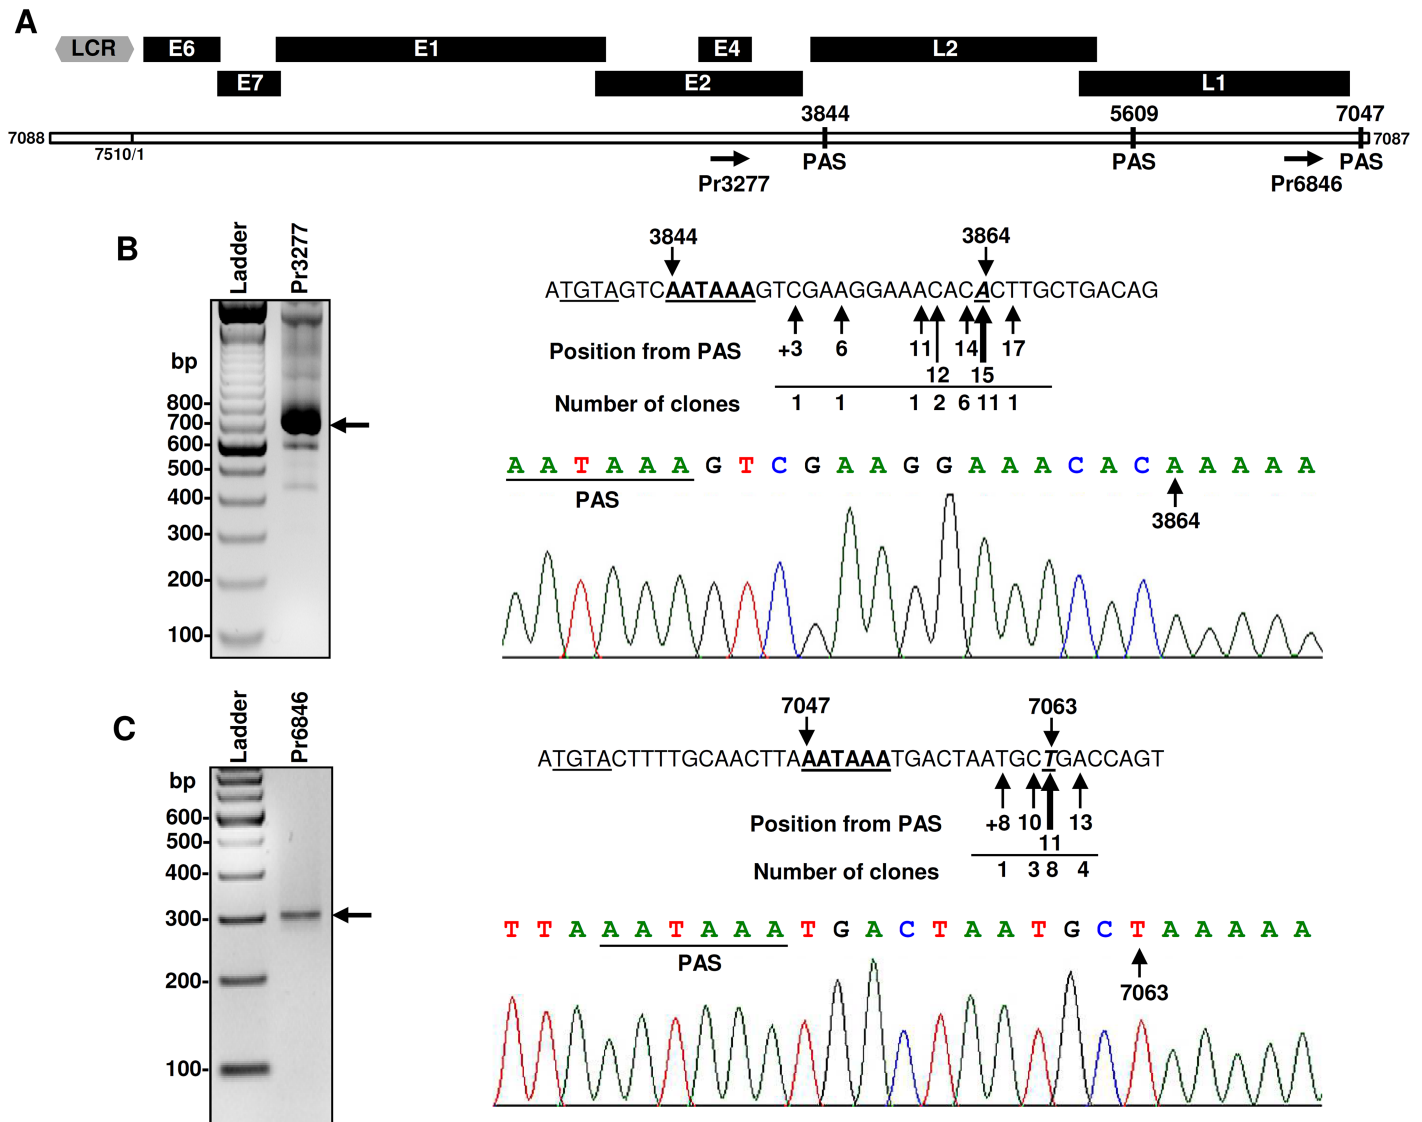 A
LCR E6 E1 E4 L2
E7 E2 L1
3844 5609 7047
7088 7087
7510/1 PAS PAS PAS
Pr3277 Pr6846
B
Ladder Pr3277
bp
800-
700-
600-
500-
400-
300-
200-
100-
3844 3864
ATGTAGTCAATAAAGTCGAAGGAAACACACTTGCTGACAG
Position from PAS +3 6 11 14 17
12 15
Number of clones 1 1 1 2 6 11 1
A A T A A A G T C G A A G G A A A C A C A A A A A
PAS
3864
C
Ladder Pr6846
bp
600-
500-
400-
300-
200-
100-
7047 7063
ATGTACTTTTGCAACTTAAATAAATGACTAATGCTGACCAGT
Position from PAS +8 10 13
11
Number of clones 1 3 8 4
T T A A A T A A A T G A C T A A T G C T A A A A A
PAS
7063